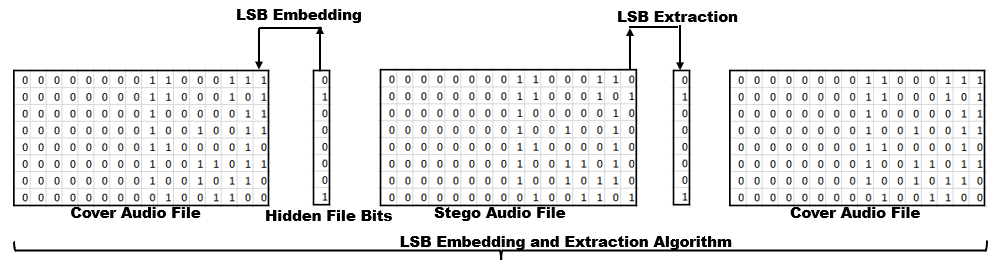 LSB Embedding
LSB Extraction
0 0 0 0 0 0 0 0 1 1 0 0 0 1 1 1 0 0 0 0 0 0 0 0 0 1 1 0 0 0 1 1 0 0 0 0 0 0 0 0 0 0 1 1 0 0 0 1 1 1
0 0 0 0 0 0 0 0 1 1 0 0 0 1 0 1 1 0 0 0 0 0 0 0 0 1 1 0 0 0 1 0 1 1 0 0 0 0 0 0 0 0 1 1 0 0 0 1 0 1
0 0 0 0 0 0 0 0 1 0 0 0 0 0 1 1 0 0 0 0 0 0 0 0 0 1 0 0 0 0 0 1 0 0 0 0 0 0 0 0 0 0 1 0 0 0 0 0 1 1
0 0 0 0 0 0 0 0 1 0 0 1 0 0 1 1 0 0 0 0 0 0 0 0 0 1 0 0 1 0 0 1 0 0 0 0 0 0 0 0 0 0 1 0 0 1 0 0 1 1
0 0 0 0 0 0 0 0 1 1 0 0 0 0 1 0 0 0 0 0 0 0 0 0 0 1 1 0 0 0 0 1 0 0 0 0 0 0 0 0 0 0 1 1 0 0 0 0 1 0
0 0 0 0 0 0 0 0 1 0 0 1 1 0 1 1 0 0 0 0 0 0 0 0 0 1 0 0 1 1 0 1 0 0 0 0 0 0 0 0 0 0 1 0 0 1 1 0 1 1
0 0 0 0 0 0 0 0 1 0 0 1 0 1 1 0 0 0 0 0 0 0 0 0 0 1 0 0 1 0 1 1 0 0 0 0 0 0 0 0 0 0 1 0 0 1 0 1 1 0
0 0 0 0 0 0 0 0 1 0 0 0 1 1 0 0 1 0 0 0 0 0 0 0 0 1 0 0 0 1 1 0 1 1 0 0 0 0 0 0 0 0 1 0 0 0 1 1 0 0
Cover Audio File
Hidden File Bits
Stego Audio File
Cover Audio File
LSB Embedding and Extraction Algorithm